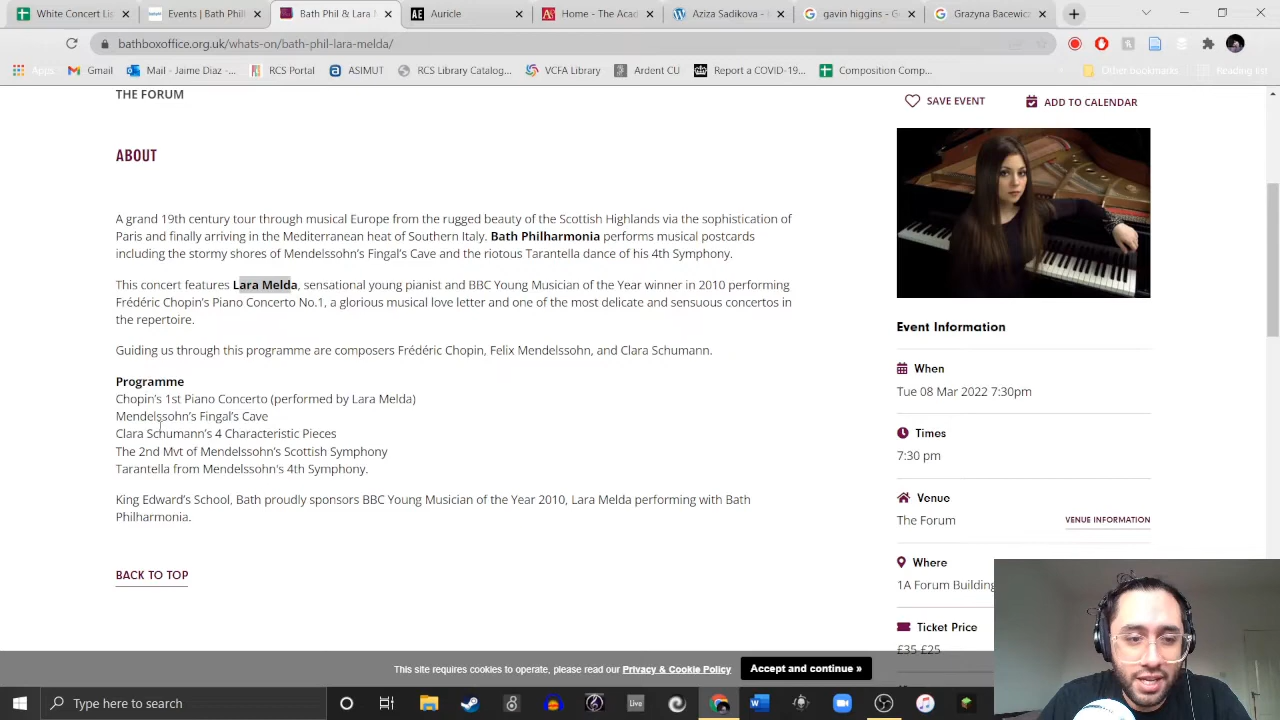 White List - Inte
Inbox
Bath Phil & Lara
Home
Home - The A
Aziza Sadikova -
gavin higgins -
Grazyna Bace
bathboxoffice.org.uk/whats-on/bath-phil-lara-melda/
Apps
Gmail
Mail - Jaime Diaz -...
RCS Portal
ASIMUT
RCS Library Catalog...
VCFA Library
Ardent CU
Report a COVID-19...
Composition Comp...
Other bookmarks
Reading list
THE FORUM
SAVE EVENT
ADD TO CALENDAR
ABOUT
A grand 19th century tour through musical Europe from the rugged beauty of the Scottish Highlands via the sophistication of
Paris and finally arriving in the Mediterranean heat of Southern Italy. Bath Philharmonia performs musical postcards
including the stormy shores of Mendelssohn's Fingal's Cave and the riotous Tarantella dance of his 4th Symphony.
This concert features Lara Melda, sensational young pianist and BBC Young Musician of the Year winner in 2010 performing
Frédéric Chopin's Piano Concerto No.1, a glorious musical love letter and one of the most delicate and sensuous concertos in
the repertoire.
Guiding us through this programme are composers Frédéric Chopin, Felix Mendelssohn, and Clara Schumann.
Programme
Chopin's 1st Piano Concerto (performed by Lara Melda)
Mendelssohn's Fingal's Cave
Clara Schumann's 4 Characteristic Pieces
The 2nd Mvt of Mendelssohn's Scottish Symphony
Tarantella from Mendelssohn's 4th Symphony.
King Edward's School, Bath proudly sponsors BBC Young Musician of the Year 2010, Lara Melda performing with Bath
Philharmonia.
BACK TO TOP
Event Information
When
Tue 08 Mar 2022 7:30pm
Times
7:30 pm
Venue
The Forum
VENUE INFORMATION
Where
1A Forum Building
Ticket Price
£35 £25
This site requires cookies to operate, please read our Privacy & Cookie Policy
Accept and continue »
Type here to search
Live